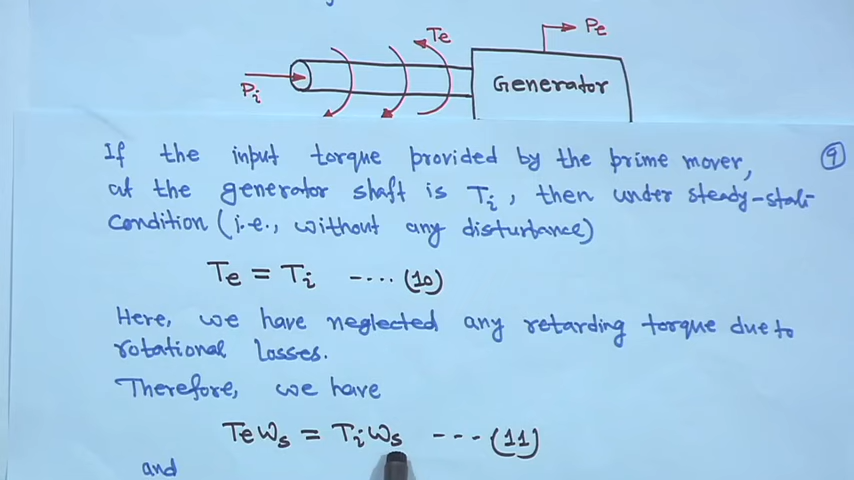 Pe
Te
Generator
Pi
If the input torque provided by the prime mover, (9)
at the generator shaft is Ti, then under steady-stat
condition (i.e., without any disturbance)
Te = Ti ---- (10)
Here, we have neglected any retarding torque due to
rotational losses.
Therefore, we have
Teωs = Tiωs --- (11)
and